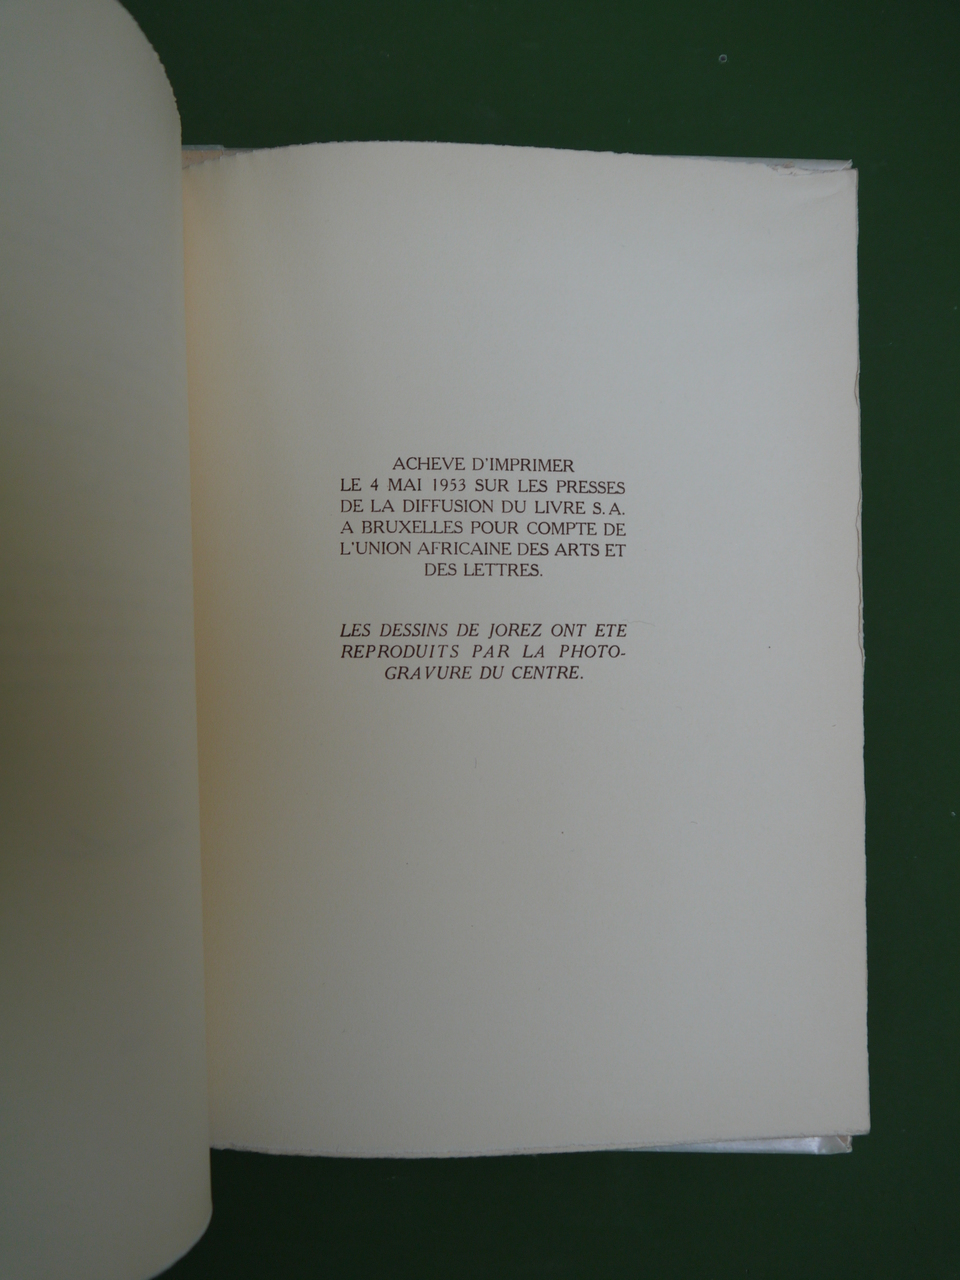 ACHEVE D'IMPRIMER
LE 4 MAI 1953 SUR LES PRESSES
DE LA DIFFUSION DU LIVRE S.A.
A BRUXELLES POUR COMPTE DE
L'UNION AFRICAINE DES ARTS ET
DES LETTRES.
LES DESSINS DE JOREZ ONT ETE
REPRODUITS PAR LA PHOTO-
GRAVURE DU CENTRE.